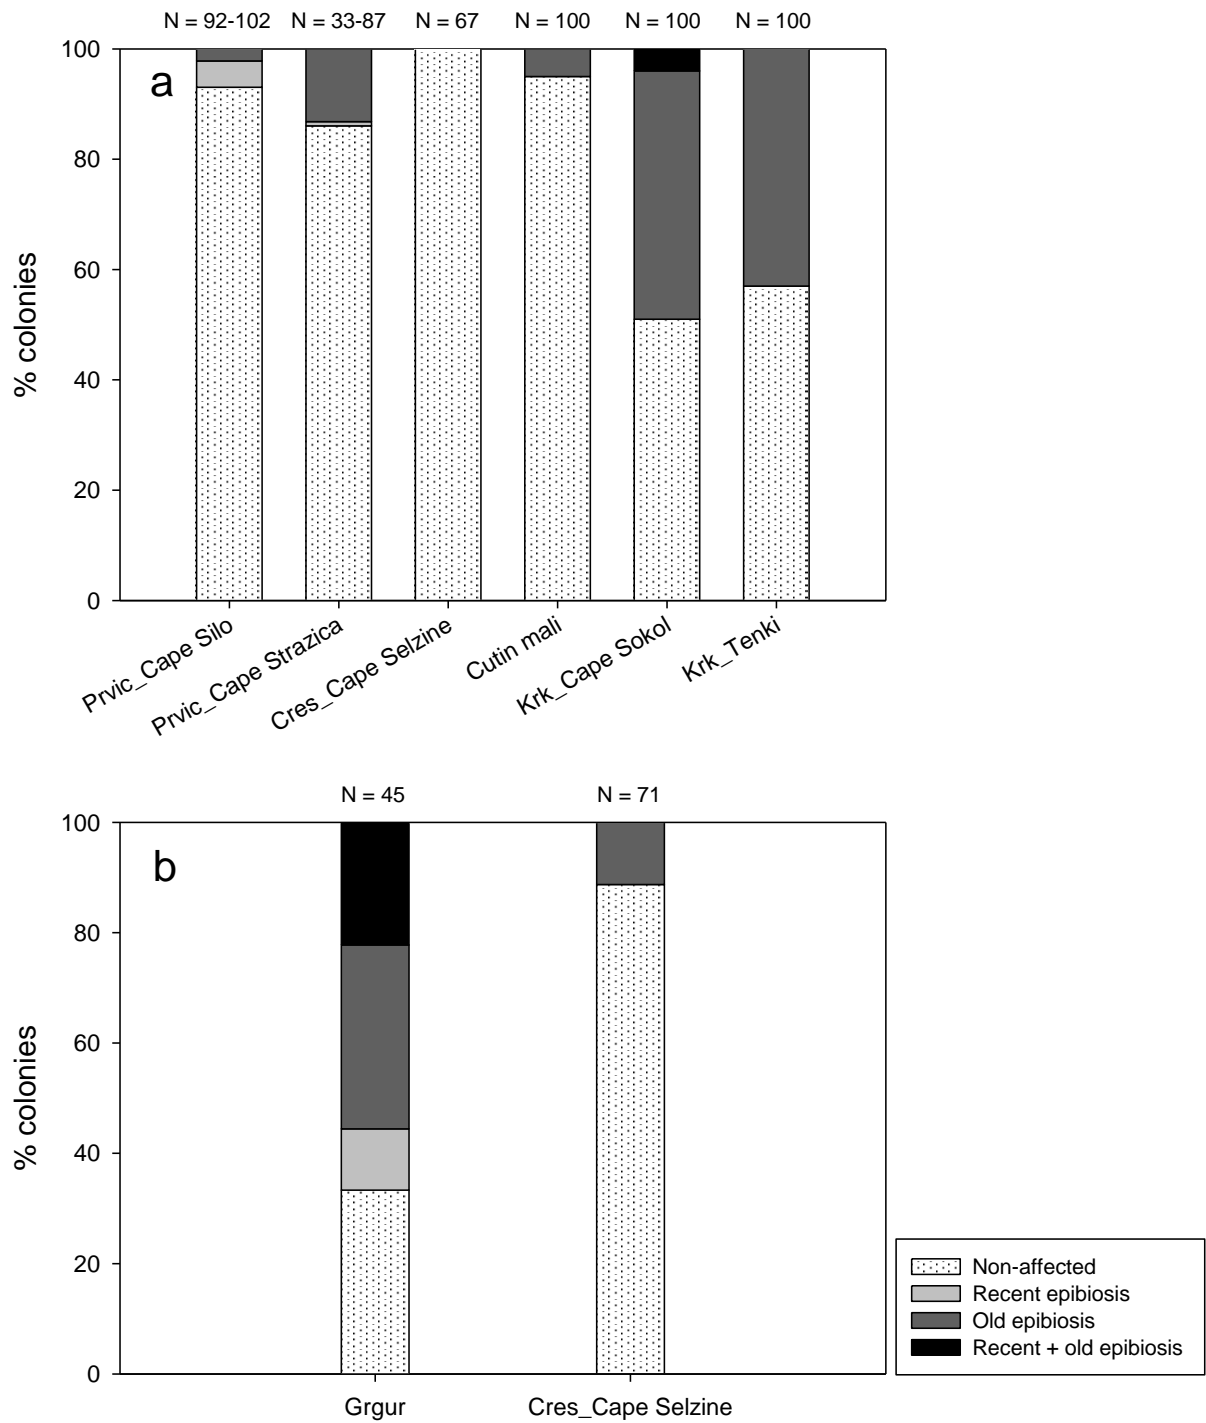 N = 92-102 N = 33-87 N = 67 N = 100 N = 100 N = 100
a
100
80
60
40
20
0
% colonies
Prvic_Cape Silo
Prvic_Cape Strazica
Cres_Cape Selzine
Cutin mali
Krk_Cape Sokol
Krk_Tenki
N = 45 N = 71
b
100
80
60
40
20
0
% colonies
Grgur Cres_Cape Selzine
Non-affected
Recent epibiosis
Old epibiosis
Recent + old epibiosis